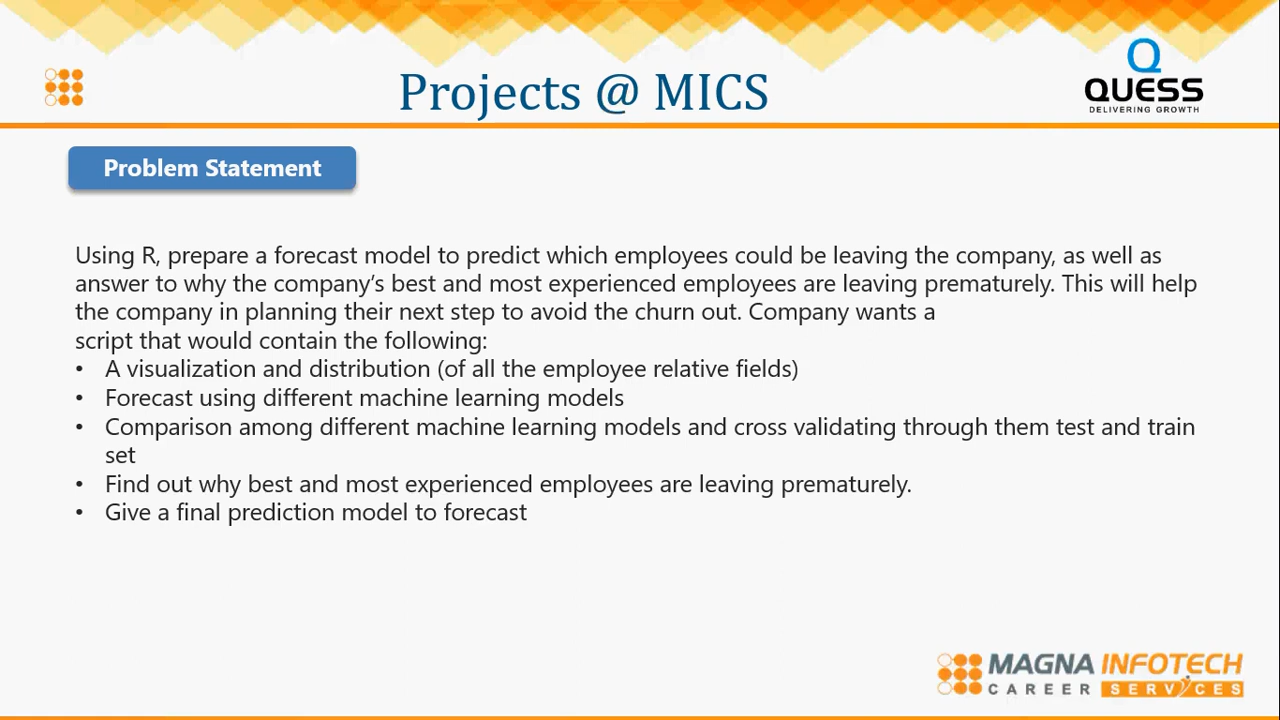 Projects @ MICS
QUESS
DELIVERING GROWTH
Problem Statement
Using R, prepare a forecast model to predict which employees could be leaving the company, as well as
answer to why the company’s best and most experienced employees are leaving prematurely. This will help
the company in planning their next step to avoid the churn out. Company wants a
script that would contain the following:
• A visualization and distribution (of all the employee relative fields)
• Forecast using different machine learning models
• Comparison among different machine learning models and cross validating through them test and train
set
• Find out why best and most experienced employees are leaving prematurely.
• Give a final prediction model to forecast
MAGNA INFOTECH
CAREER SERVICES